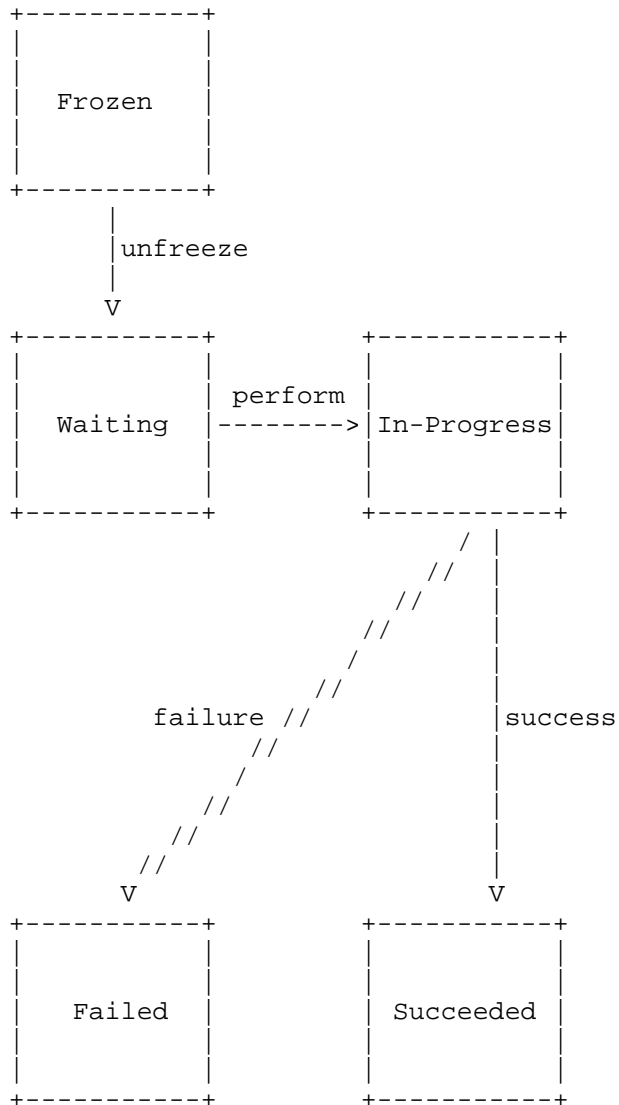 Frozen
unfreeze
perform
Waiting
In-Progress
failure
success
Failed
Succeeded